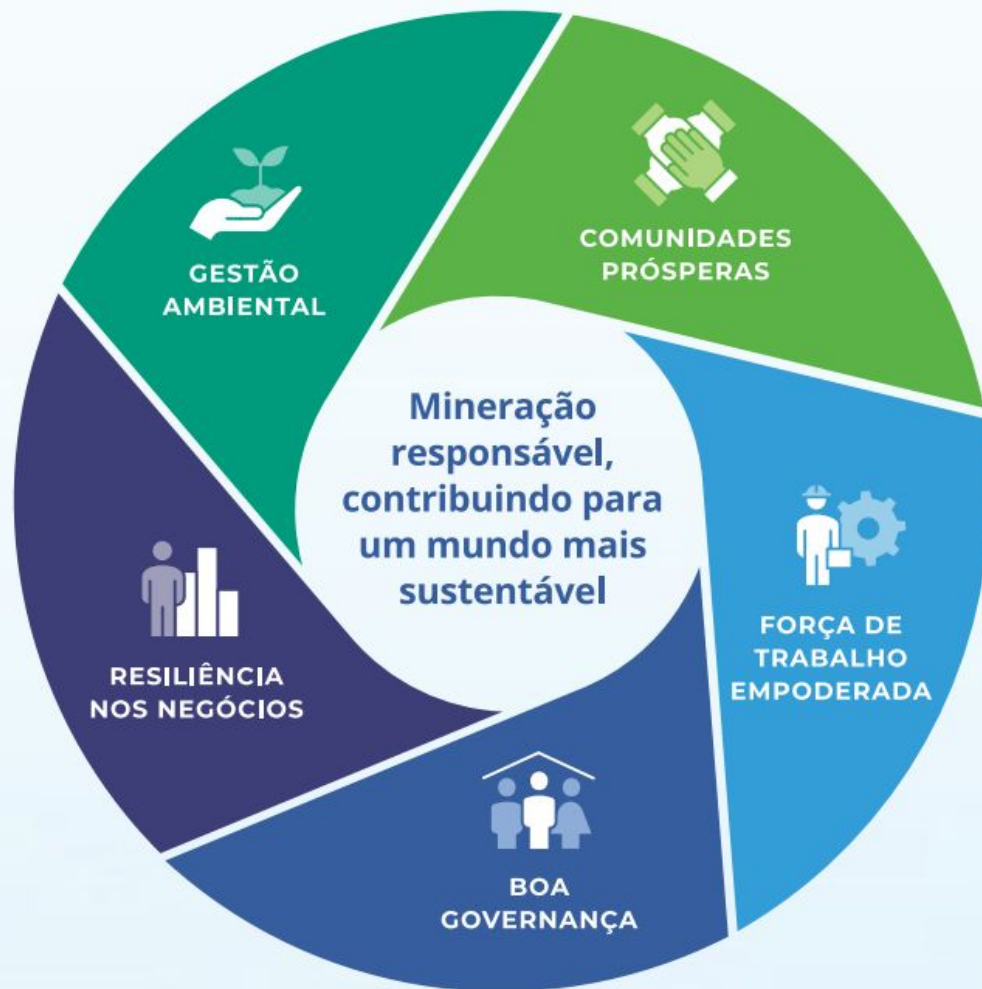 COMUNIDADES
PRÓSPERAS
GESTÃO
AMBIENTAL
Mineração
responsável,
contribuindo para
um mundo mais
sustentável
FORÇA DE
TRABALHO
EMPODERADA
RESILIÊNCIA
NOS NEGÓCIOS
BOA
GOVERNANÇA